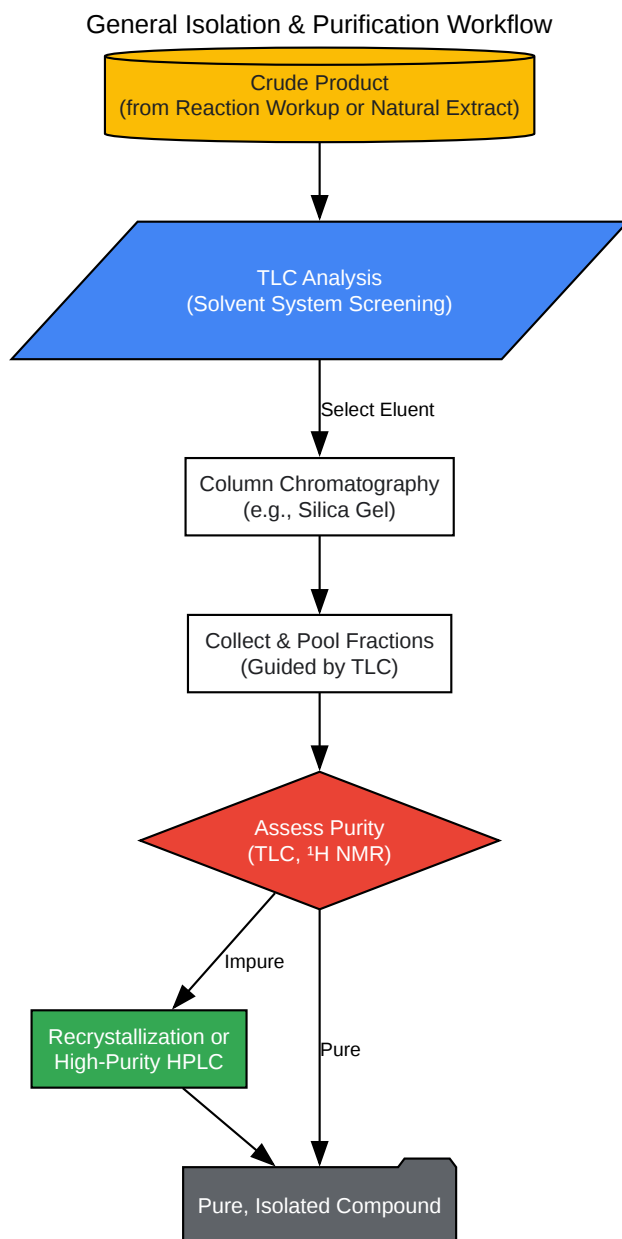 General Isolation & Purification Workflow
Crude Product
(from Reaction Workup or Natural Extract)
TLC Analysis
(Solvent System Screening)
Select Eluent
Column Chromatography
(e.g., Silica Gel)
Collect & Pool Fractions
(Guided by TLC)
Assess Purity
(TLC, ¹H NMR)
Impure
Recrystallization or
High-Purity HPLC
Pure
Pure, Isolated Compound